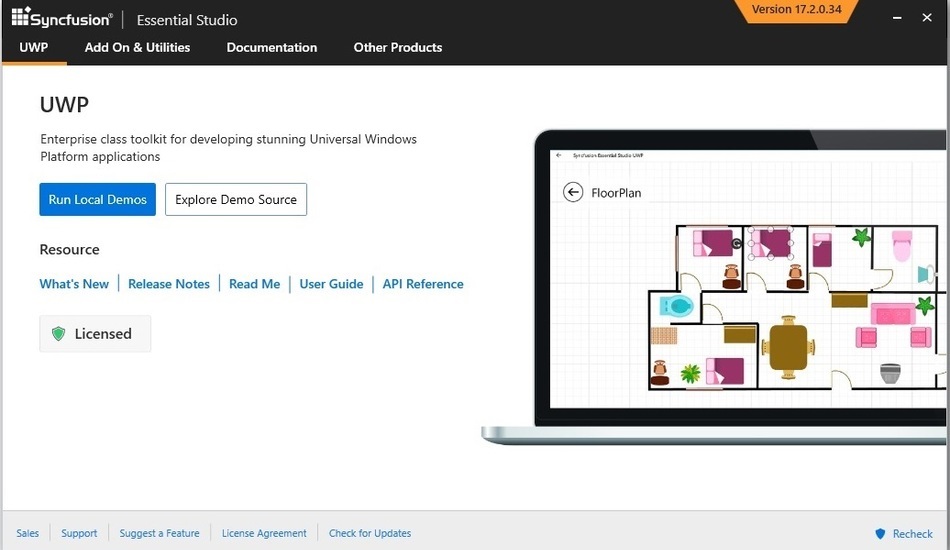 Syncfusion® Essential Studio
Version 17.2.0.34
UWP Add On & Utilities Documentation Other Products
UWP
Enterprise class toolkit for developing stunning Universal Windows
Platform applications
Run Local Demos Explore Demo Source
Resource
What's New Release Notes Read Me User Guide API Reference
Licensed
Syncfusion Essential Studio UWP
FloorPlan
Sales Support Suggest a Feature License Agreement Check for Updates Recheck